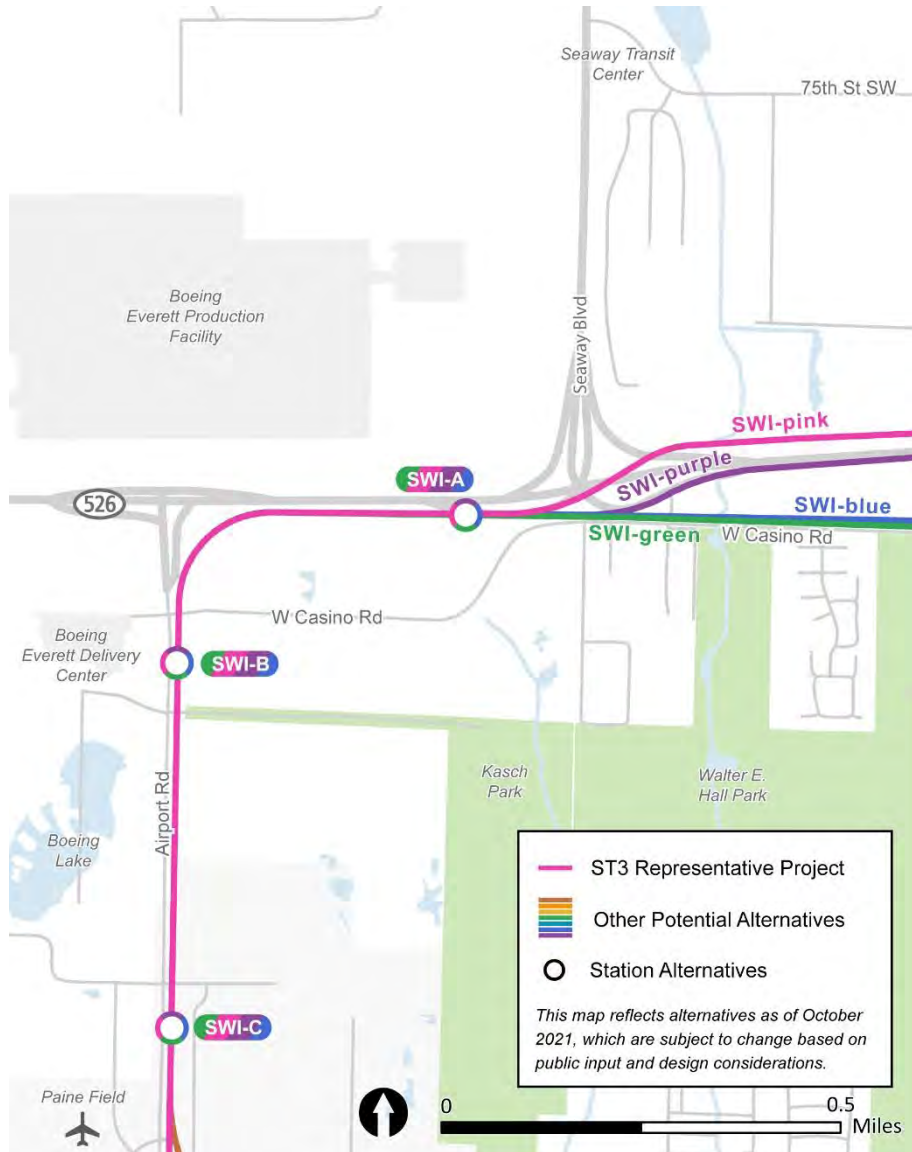 Seaway Transit
Center
75th St SW
Boeing
Everett Production
Facility
Seaway Blvd
SWI-pink
SWI-purple
SWI-A
526
SWI-blue
SWI-green
W Casino Rd
W Casino Rd
Boeing
Everett Delivery
Center
SWI-B
Airport Rd
Kasch
Park
Walter E.
Hall Park
Boeing
Lake
ST3 Representative Project
Other Potential Alternatives
Station Alternatives
This map reflects alternatives as of October
2021, which are subject to change based on
public input and design considerations.
SWI-C
Paine Field
0
0.5
Miles